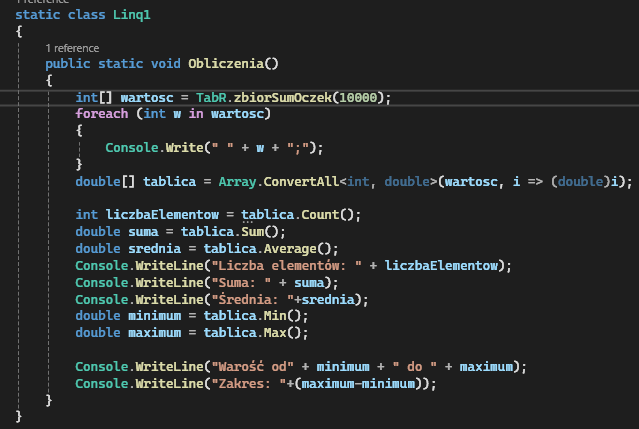 1 reference
static class Linq1
{
1 reference
public static void Obliczenia()
{
int[] wartosc = TabR.zbiorSumOczek(10000);
foreach (int w in wartosc)
{
Console.Write(" " + w + ";");
}
double[] tablica = Array.ConvertAll<int, double>(wartosc, i => (double)i);
int liczbaElementow = tablica.Count();
double suma = tablica.Sum();
double srednia = tablica.Average();
Console.WriteLine("Liczba elementów: " + liczbaElementow);
Console.WriteLine("Suma: " + suma);
Console.WriteLine("Średnia: "+srednia);
double minimum = tablica.Min();
double maximum = tablica.Max();
Console.WriteLine("Warość od" + minimum + " do " + maximum);
Console.WriteLine("Zakres: "+(maximum-minimum));
}
}